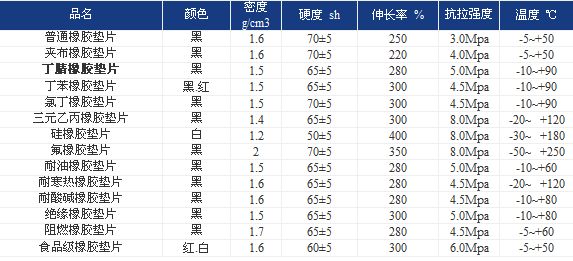 品名 颜色 密度 g/cm3 硬度 sh 伸长率 % 抗拉强度 温度 ℃
普通橡胶垫片 黑 1.6 70±5 250 3.0Mpa -5~+50
夹布橡胶垫片 黑 1.6 70±5 220 4.0Mpa -5~+50
丁腈橡胶垫片 黑 1.5 65±5 280 5.0Mpa -10~+90
丁苯橡胶垫片 黑.红 1.5 65±5 300 4.5Mpa -10~+90
氯丁橡胶垫片 黑 1.5 70±5 300 4.5Mpa -10~+90
三元乙丙橡胶垫片 黑 1.4 65±5 300 8.0Mpa -20~ +120
硅橡胶垫片 白 1.2 50±5 400 8.0Mpa -30~ +180
氟橡胶垫片 黑 2 70±5 350 8.0Mpa -50~ +250
耐油橡胶垫片 黑 1.5 65±5 280 5.0Mpa -10~+60
耐寒热橡胶垫片 黑 1.6 65±5 280 4.5Mpa -20~ +120
耐酸碱橡胶垫片 黑 1.6 65±5 280 4.5Mpa -10~+80
绝缘橡胶垫片 黑 1.5 65±5 300 5.0Mpa -10~+80
阻燃橡胶垫片 黑 1.7 65±5 280 4.5Mpa -5~+60
食品级橡胶垫片 红.白 1.6 60±5 300 6.0Mpa -5~+50